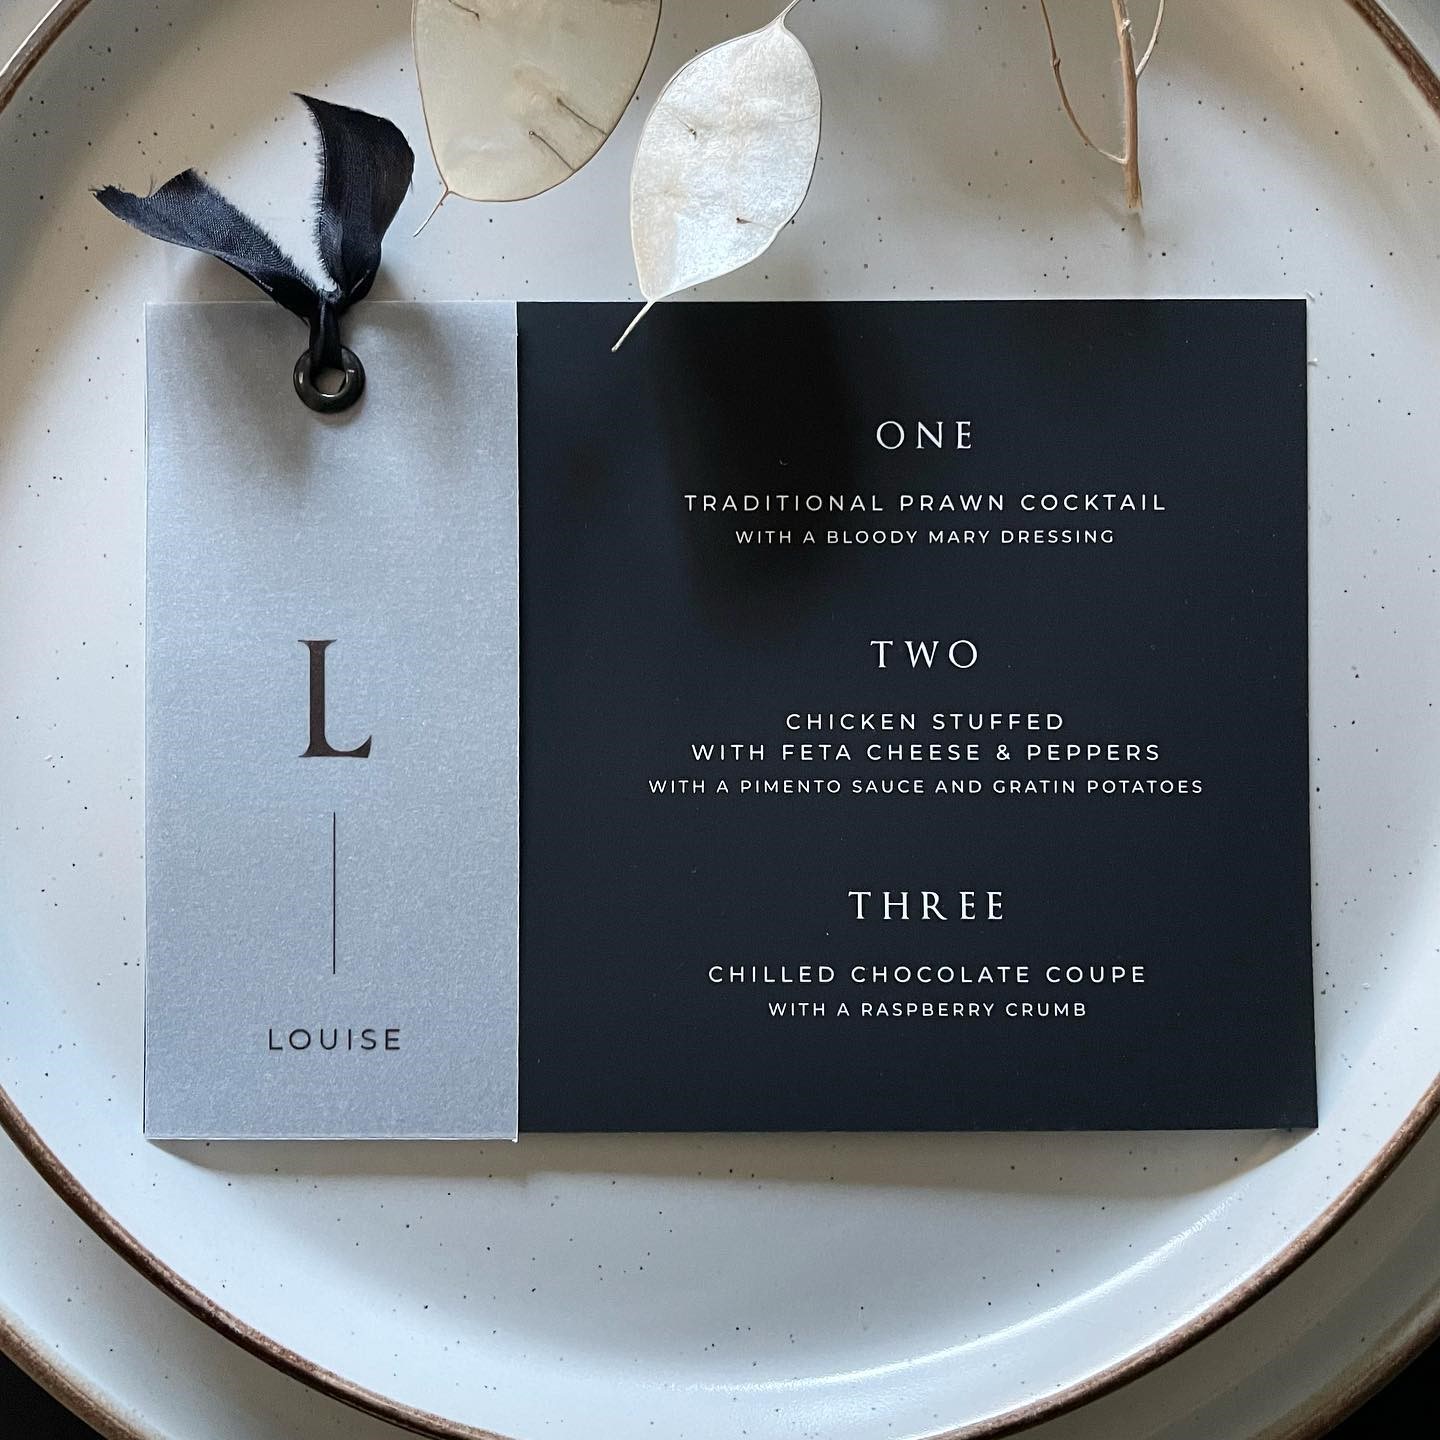 L
LOUISE
ONE
TRADITIONAL PRAWN COCKTAIL
WITH A BLOODY MARY DRESSING
TWO
CHICKEN STUFFED
WITH FETA CHEESE & PEPPERS
WITH A PIMENTO SAUCE AND GRATIN POTATOES
THREE
CHILLED CHOCOLATE COUPE
WITH A RASPBERRY CRUMB